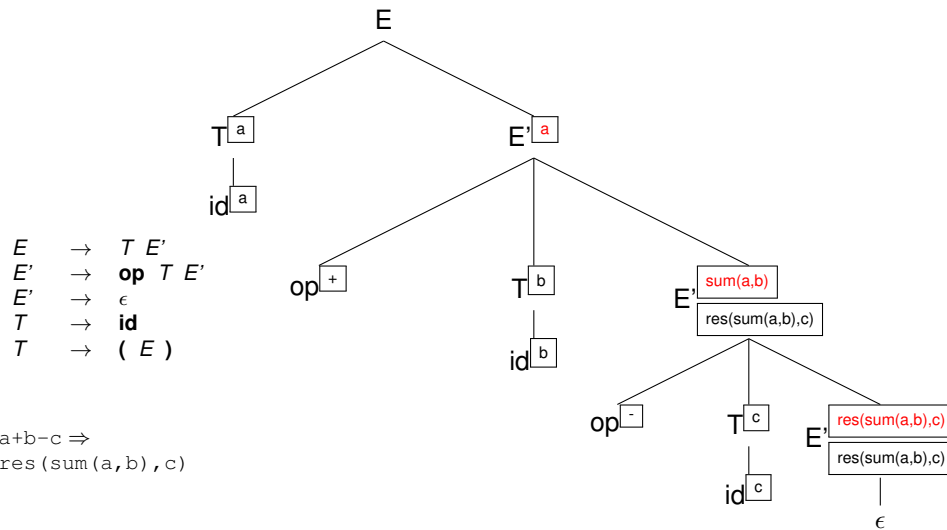 E
T a E' a
id a
E → T E'
E' → op T E'
E' → ϵ
T → id
T → ( E )
op + T b E' sum(a,b)
res(sum(a,b),c)
id b
op - T c E' res(sum(a,b),c)
res(sum(a,b),c)
id c
ϵ
a+b-c ⇒
res(sum(a,b),c)